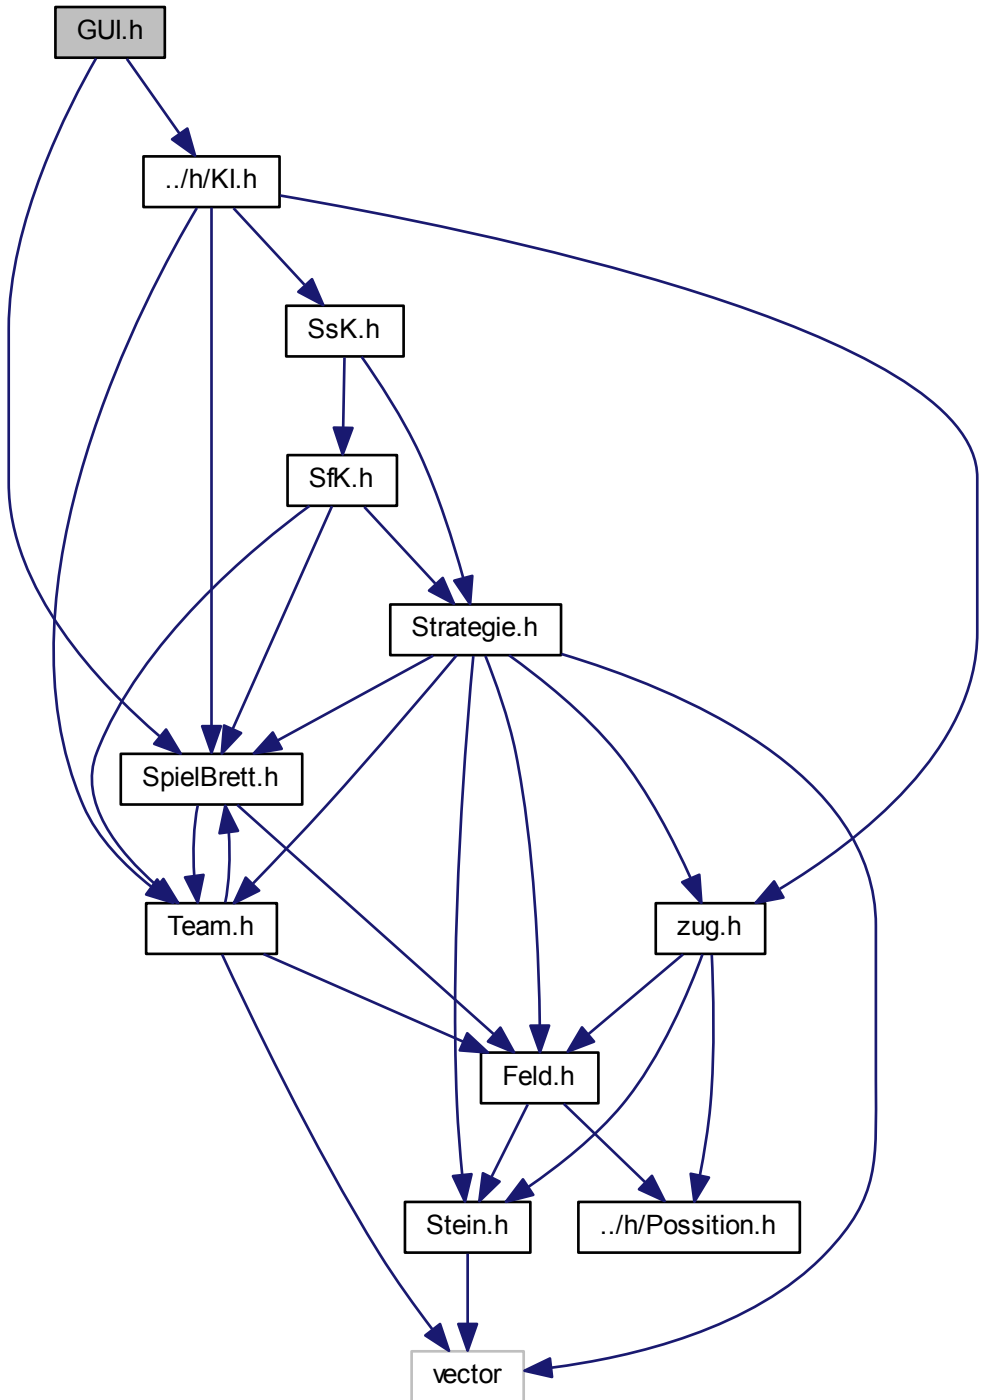 GUI.h
../h/KI.h
SsK.h
SfK.h
Strategie.h
SpielBrett.h
Team.h
zug.h
Feld.h
Stein.h
../h/Possition.h
vector